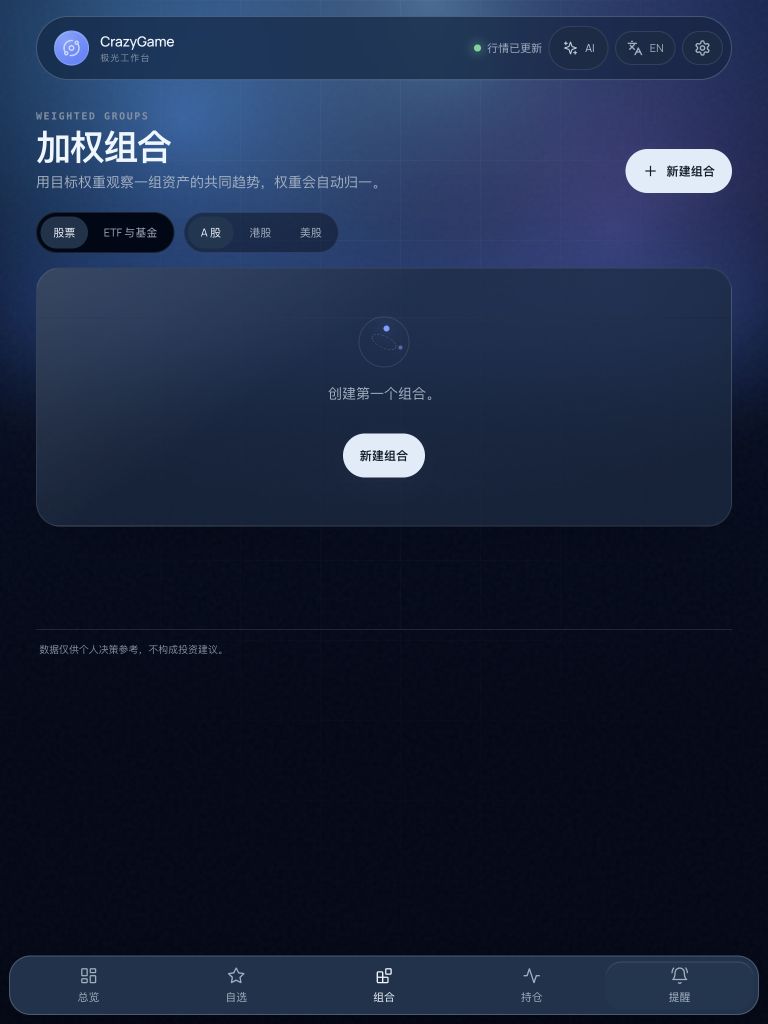 CrazyGame
极光工作台
行情已更新
AI
EN
WEIGHTED GROUPS
加权组合
用目标权重观察一组资产的共同趋势，权重会自动归一。
新建组合
股票
ETF 与基金
A 股
港股
美股
创建第一个组合。
新建组合
数据仅供个人决策参考，不构成投资建议。
总览
自选
组合
持仓
提醒